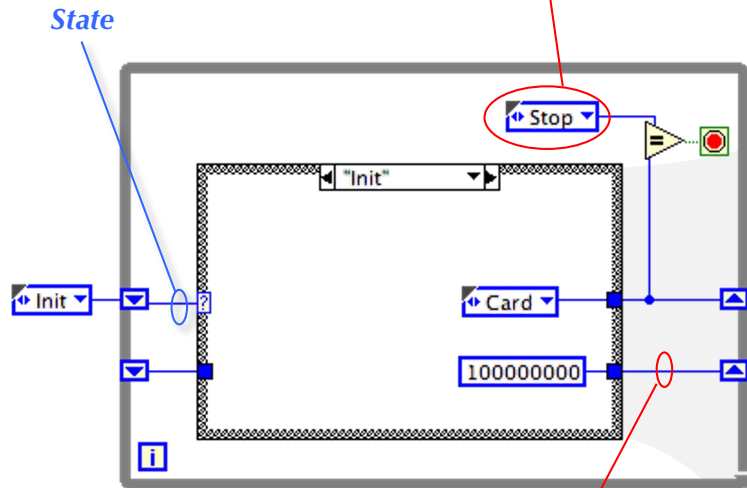 State
Stop
=
"Init"
Init
?
Card
100000000
i